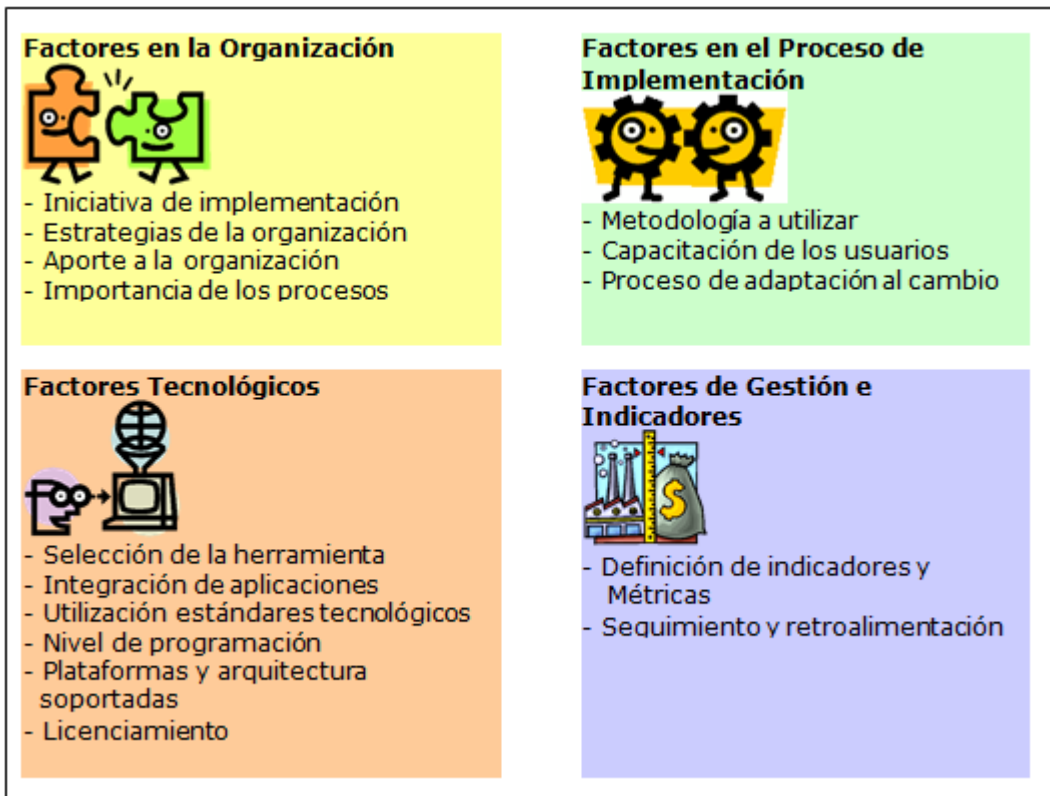 Factores en la Organización
- Iniciativa de implementación
- Estrategias de la organización
- Aporte a la organización
- Importancia de los procesos
Factores en el Proceso de
Implementación
- Metodología a utilizar
- Capacitación de los usuarios
- Proceso de adaptación al cambio
Factores Tecnológicos
- Selección de la herramienta
- Integración de aplicaciones
- Utilización estándares tecnológicos
- Nivel de programación
- Plataformas y arquitectura
soportadas
- Licenciamiento
Factores de Gestión e
Indicadores
$
- Definición de indicadores y
Métricas
- Seguimiento y retroalimentación